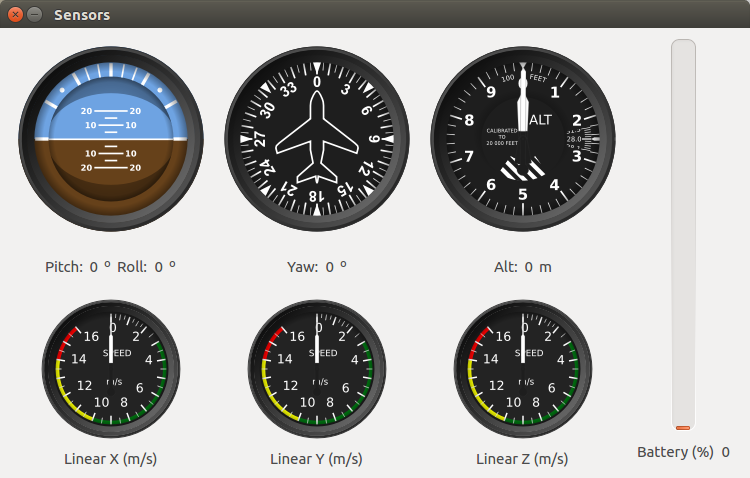 Sensors
20 20
10 10
10 10
20 20
0 3 6 9 12 15 18 21 24 27 30 33
100 FEET
0 1 2 3 4 5 6 7 8 9
ALT
CALIBRATED
TO
20 000 FEET
28.0
Pitch: 0 º Roll: 0 º
Yaw: 0 º
Alt: 0 m
0 2 4 6 8 10 12 14 16
SPEED
m/s
0 2 4 6 8 10 12 14 16
SPEED
m/s
0 2 4 6 8 10 12 14 16
SPEED
m/s
Linear X (m/s)
Linear Y (m/s)
Linear Z (m/s)
Battery (%) 0